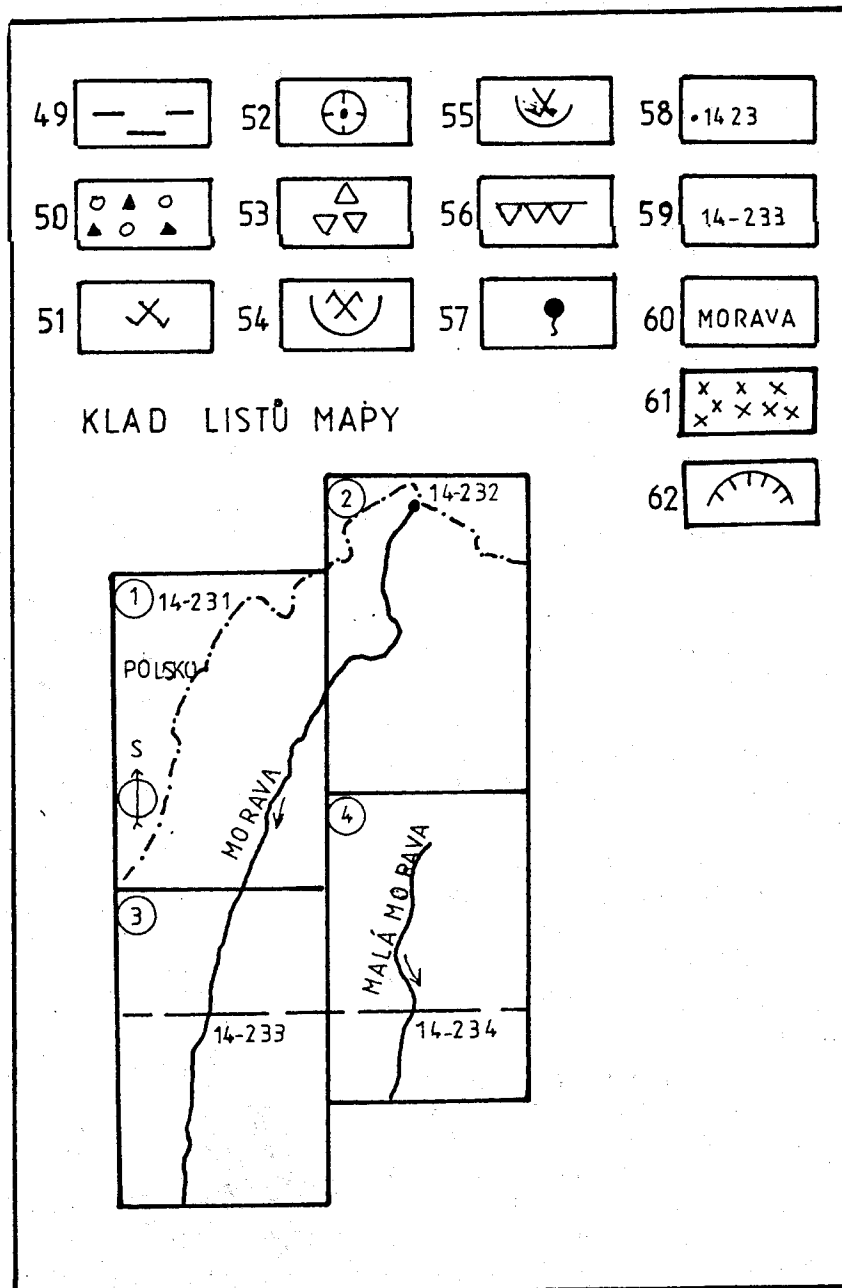 49 52 55 58 •1423
50 53 56 59 14-233
51 54 57 60 MORAVA
61
KLAD LISTŮ MAPY
62
2 14-232
1 14-231
POLSKO
S
MORAVA
4
MALÁ MORAVA
3
14-233 14-234